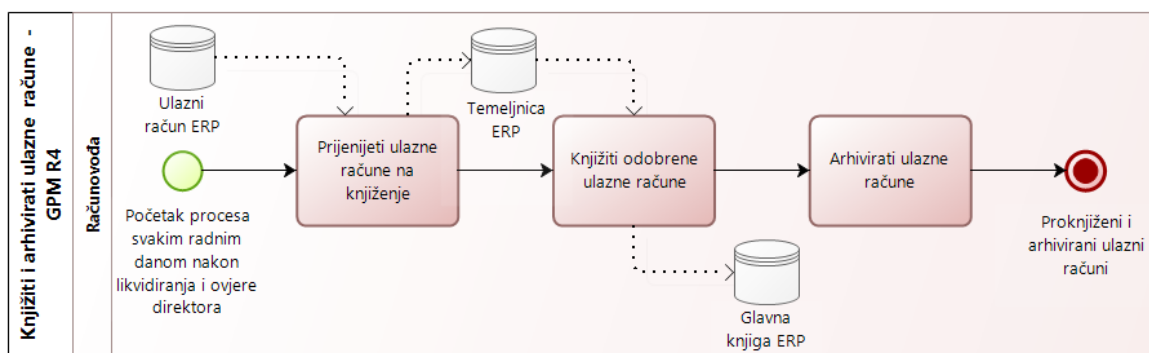 Knjižiti i arhivirati ulazne račune -
GPM R4
Računovođa
Ulazni
račun ERP
Temeljnica
ERP
Početak procesa
svakim radnim
danom nakon
likvidiranja i ovjere
direktora
Prijenijeti ulazne
račune na
knjiženje
Knjižiti odobrene
ulazne račune
Arhivirati ulazne
račune
Proknjiženi i
arhivirani ulazni
računi
Glavna
knjiga ERP